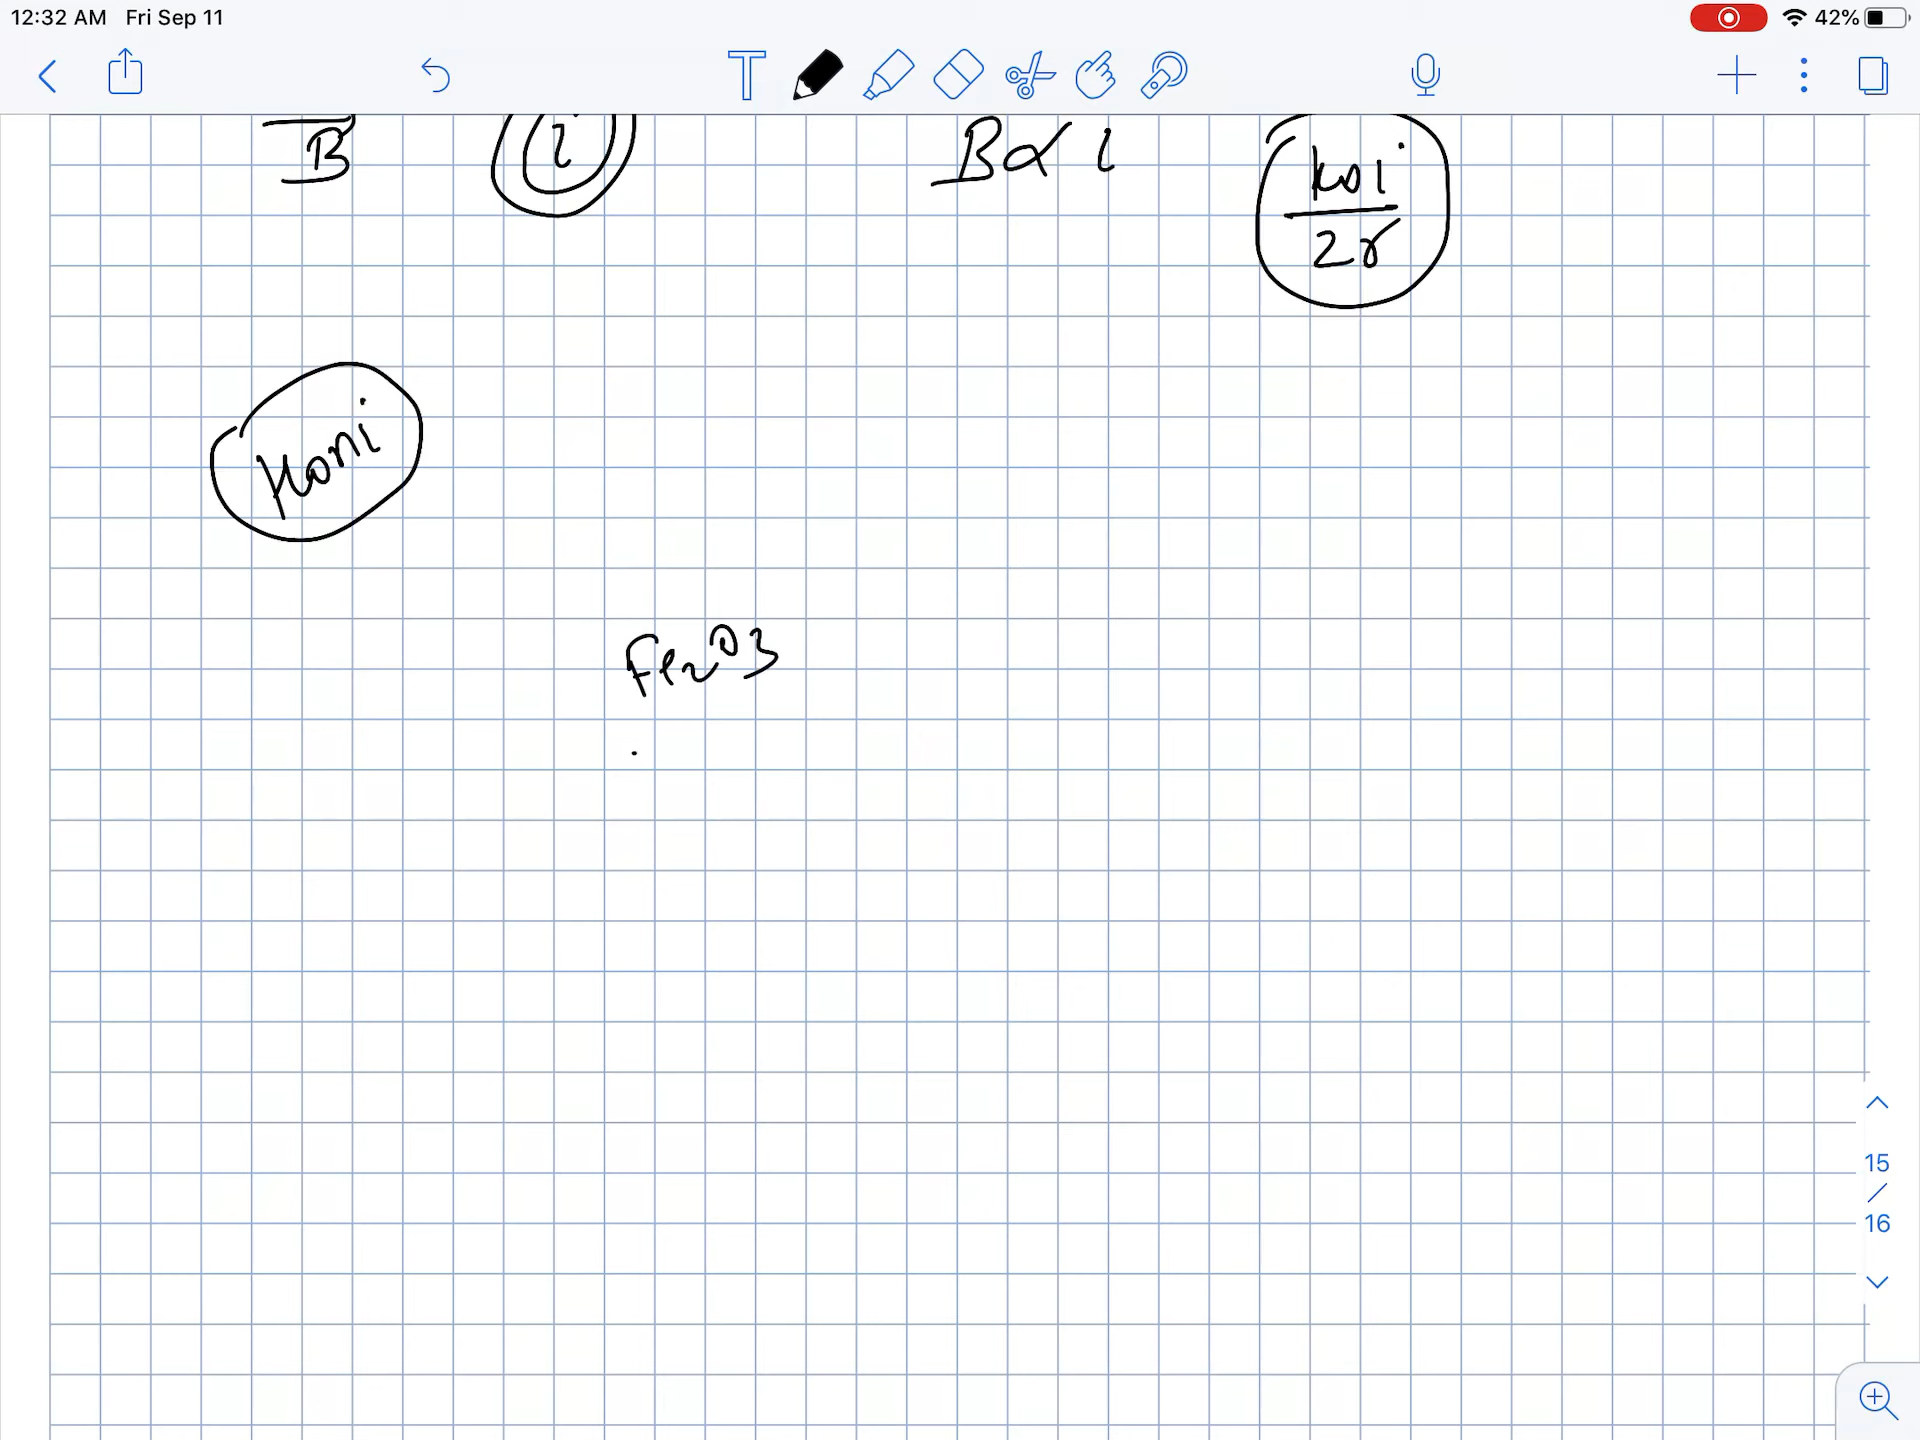 12:32 AM Fri Sep 11 42%
T
B i B ∝ i μ0i
2r
μ0ni
Fe2O3
.
15
/
16